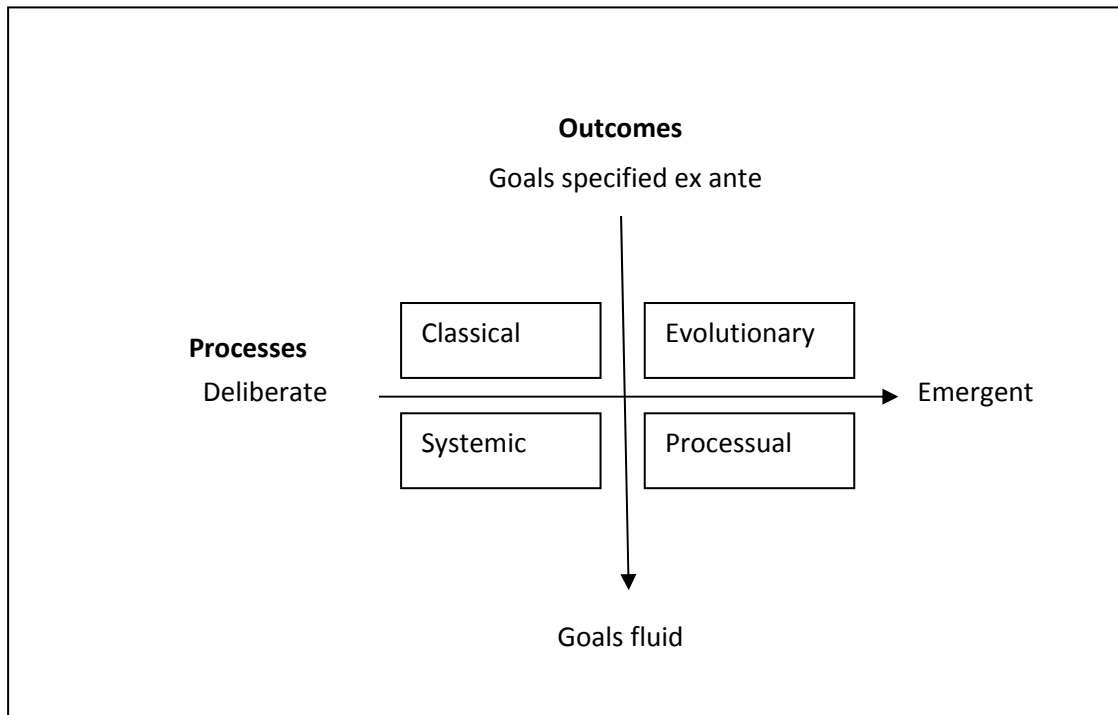 Outcomes
Goals specified ex ante
Classical
Evolutionary
Processes
Deliberate
Emergent
Systemic
Processual
Goals fluid